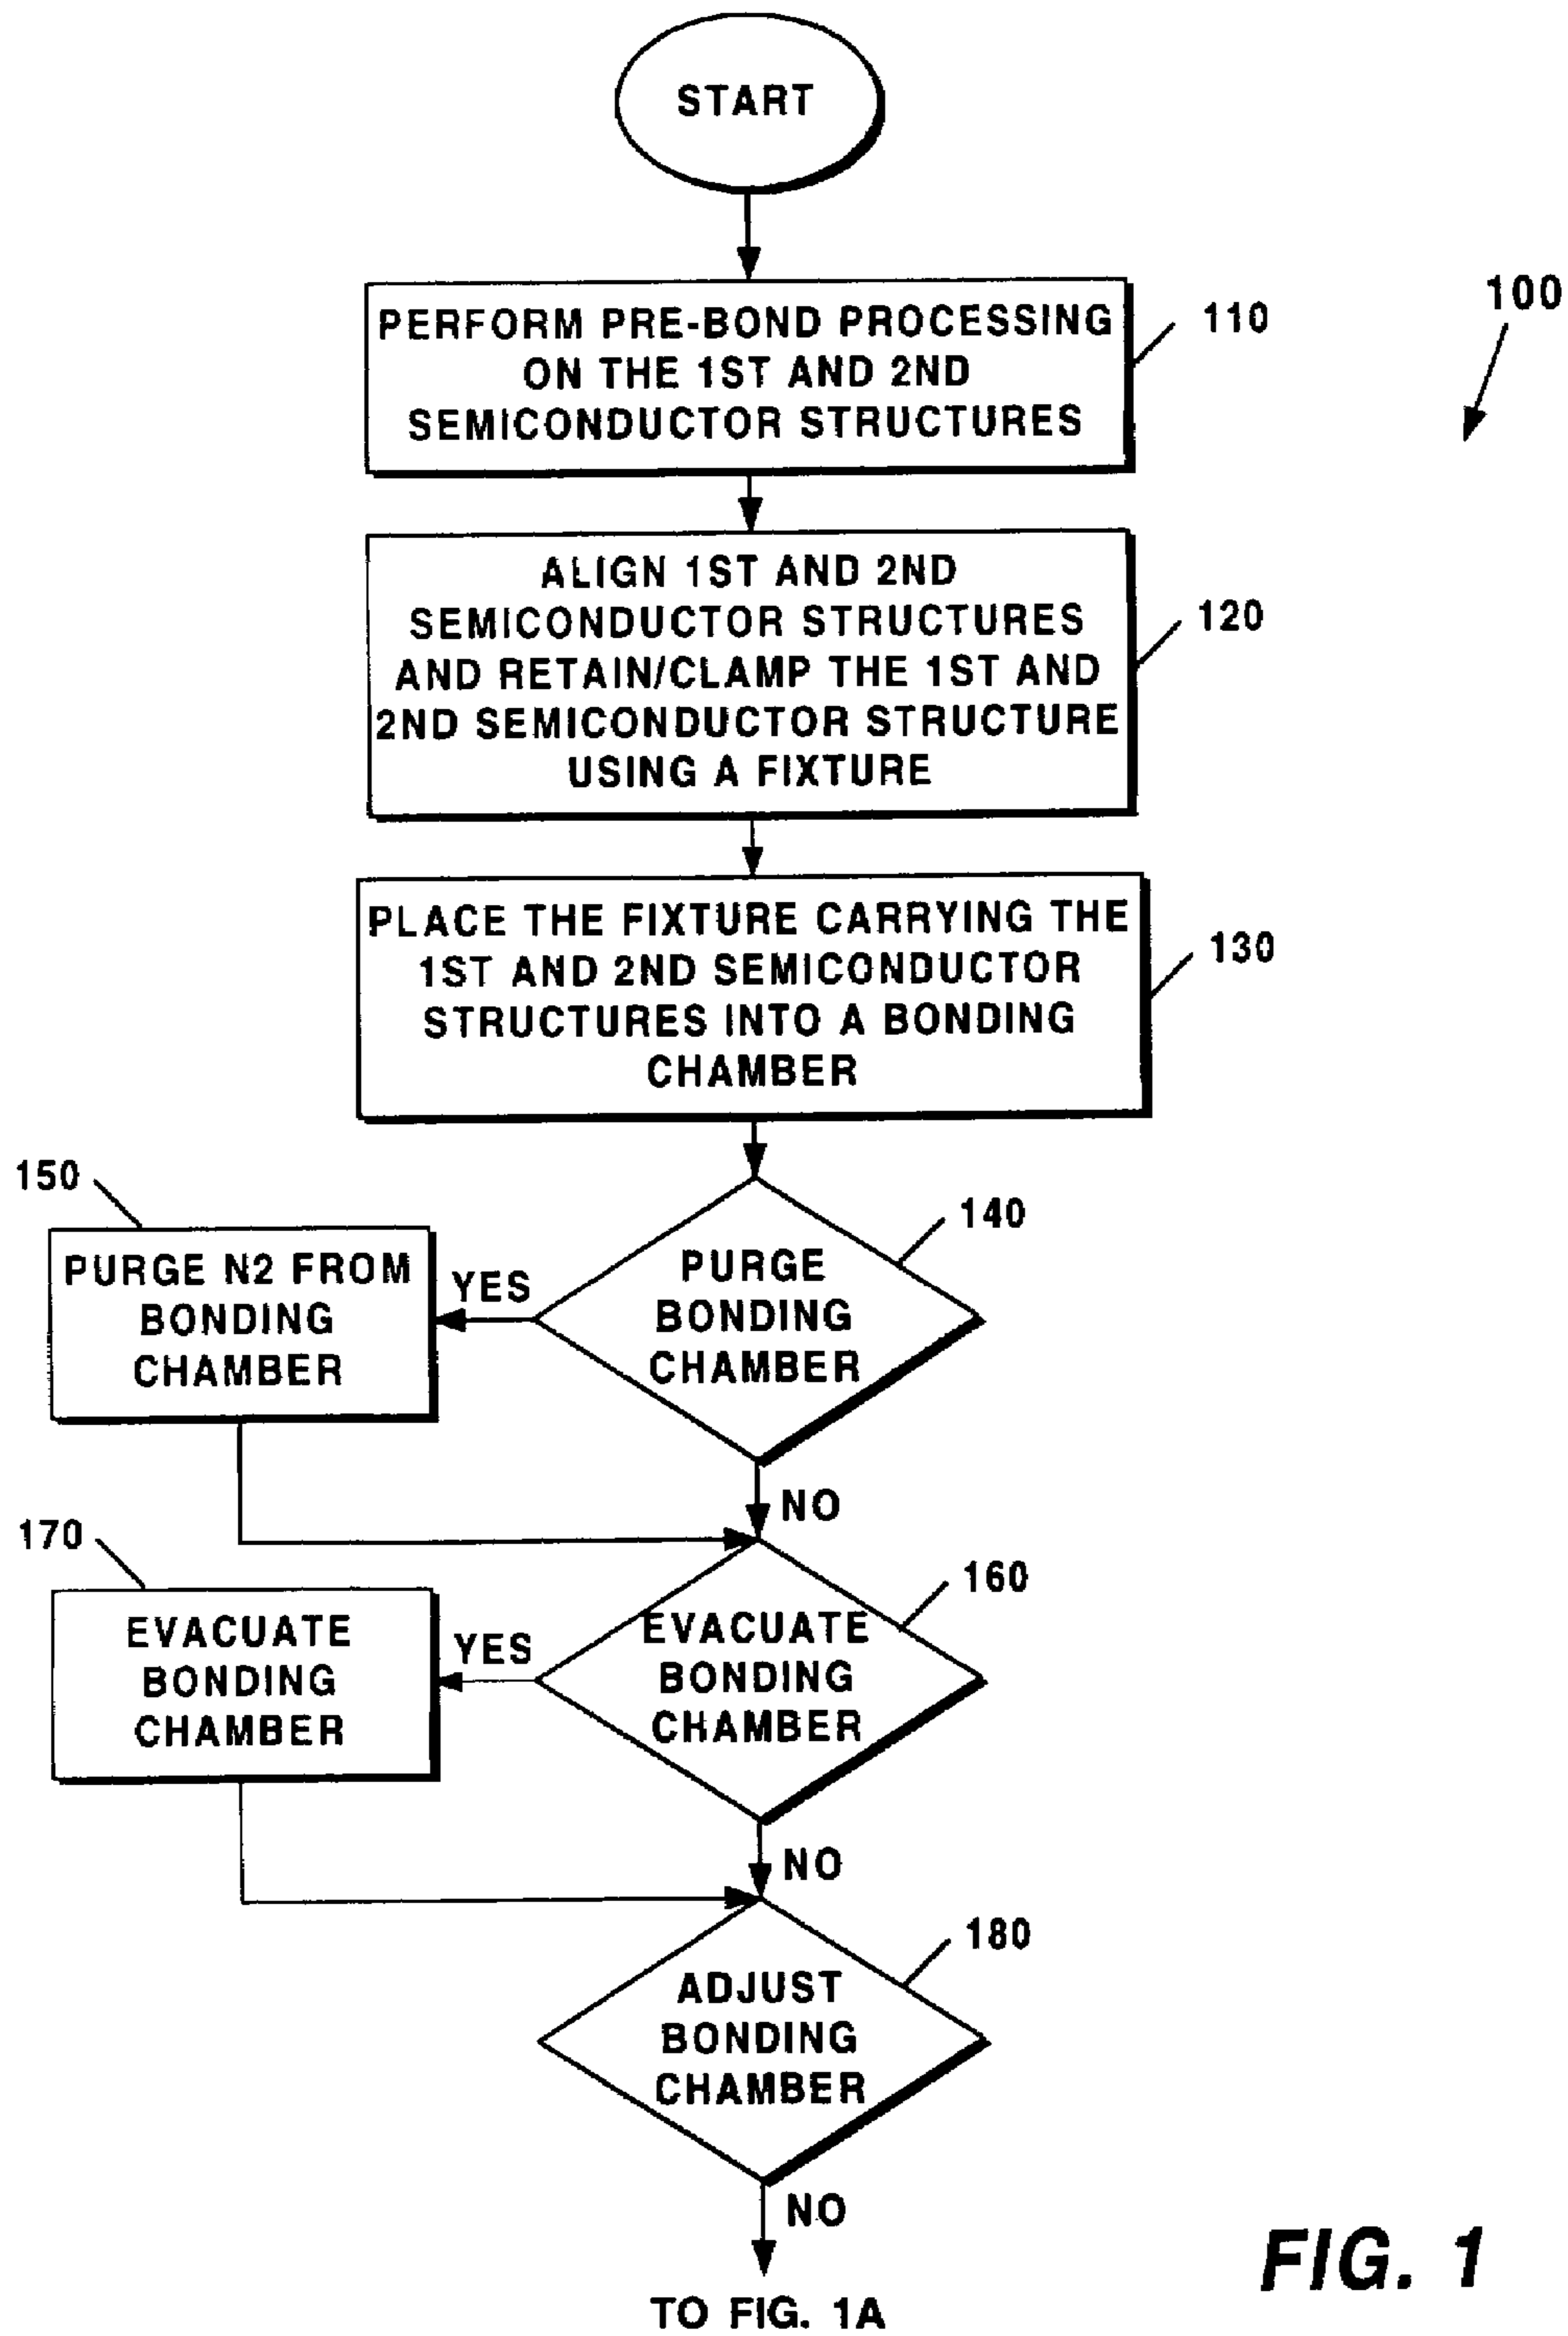 START
100
PERFORM PRE-BOND PROCESSING
ON THE 1ST AND 2ND
SEMICONDUCTOR STRUCTURES
110
ALIGN 1ST AND 2ND
SEMICONDUCTOR STRUCTURES
AND RETAIN/CLAMP THE 1ST AND
2ND SEMICONDUCTOR STRUCTURE
USING A FIXTURE
120
PLACE THE FIXTURE CARRYING THE
1ST AND 2ND SEMICONDUCTOR
STRUCTURES INTO A BONDING
CHAMBER
130
PURGE
BONDING
CHAMBER
140
YES
150
PURGE N2 FROM
BONDING
CHAMBER
NO
EVACUATE
BONDING
CHAMBER
160
YES
170
EVACUATE
BONDING
CHAMBER
NO
ADJUST
BONDING
CHAMBER
180
NO
TO FIG. 1A
FIG. 1